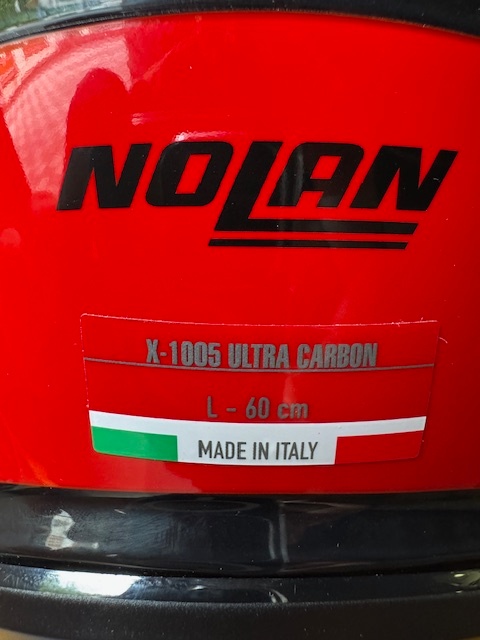 NOLAN
X-1005 ULTRA CARBON
L - 60 cm
MADE IN ITALY